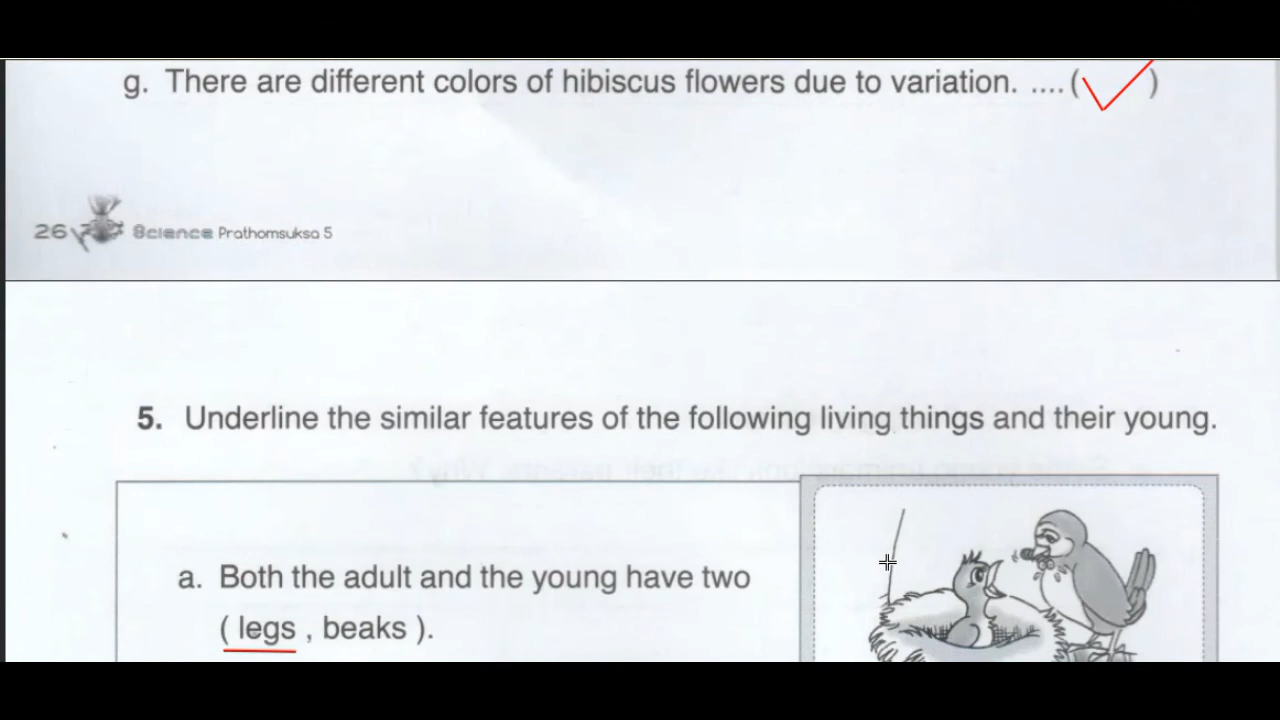 g. There are different colors of hibiscus flowers due to variation. .... (✓)
26 Science Prathomsuksa 5
5. Underline the similar features of the following living things and their young.
a. Both the adult and the young have two
( legs , beaks ).